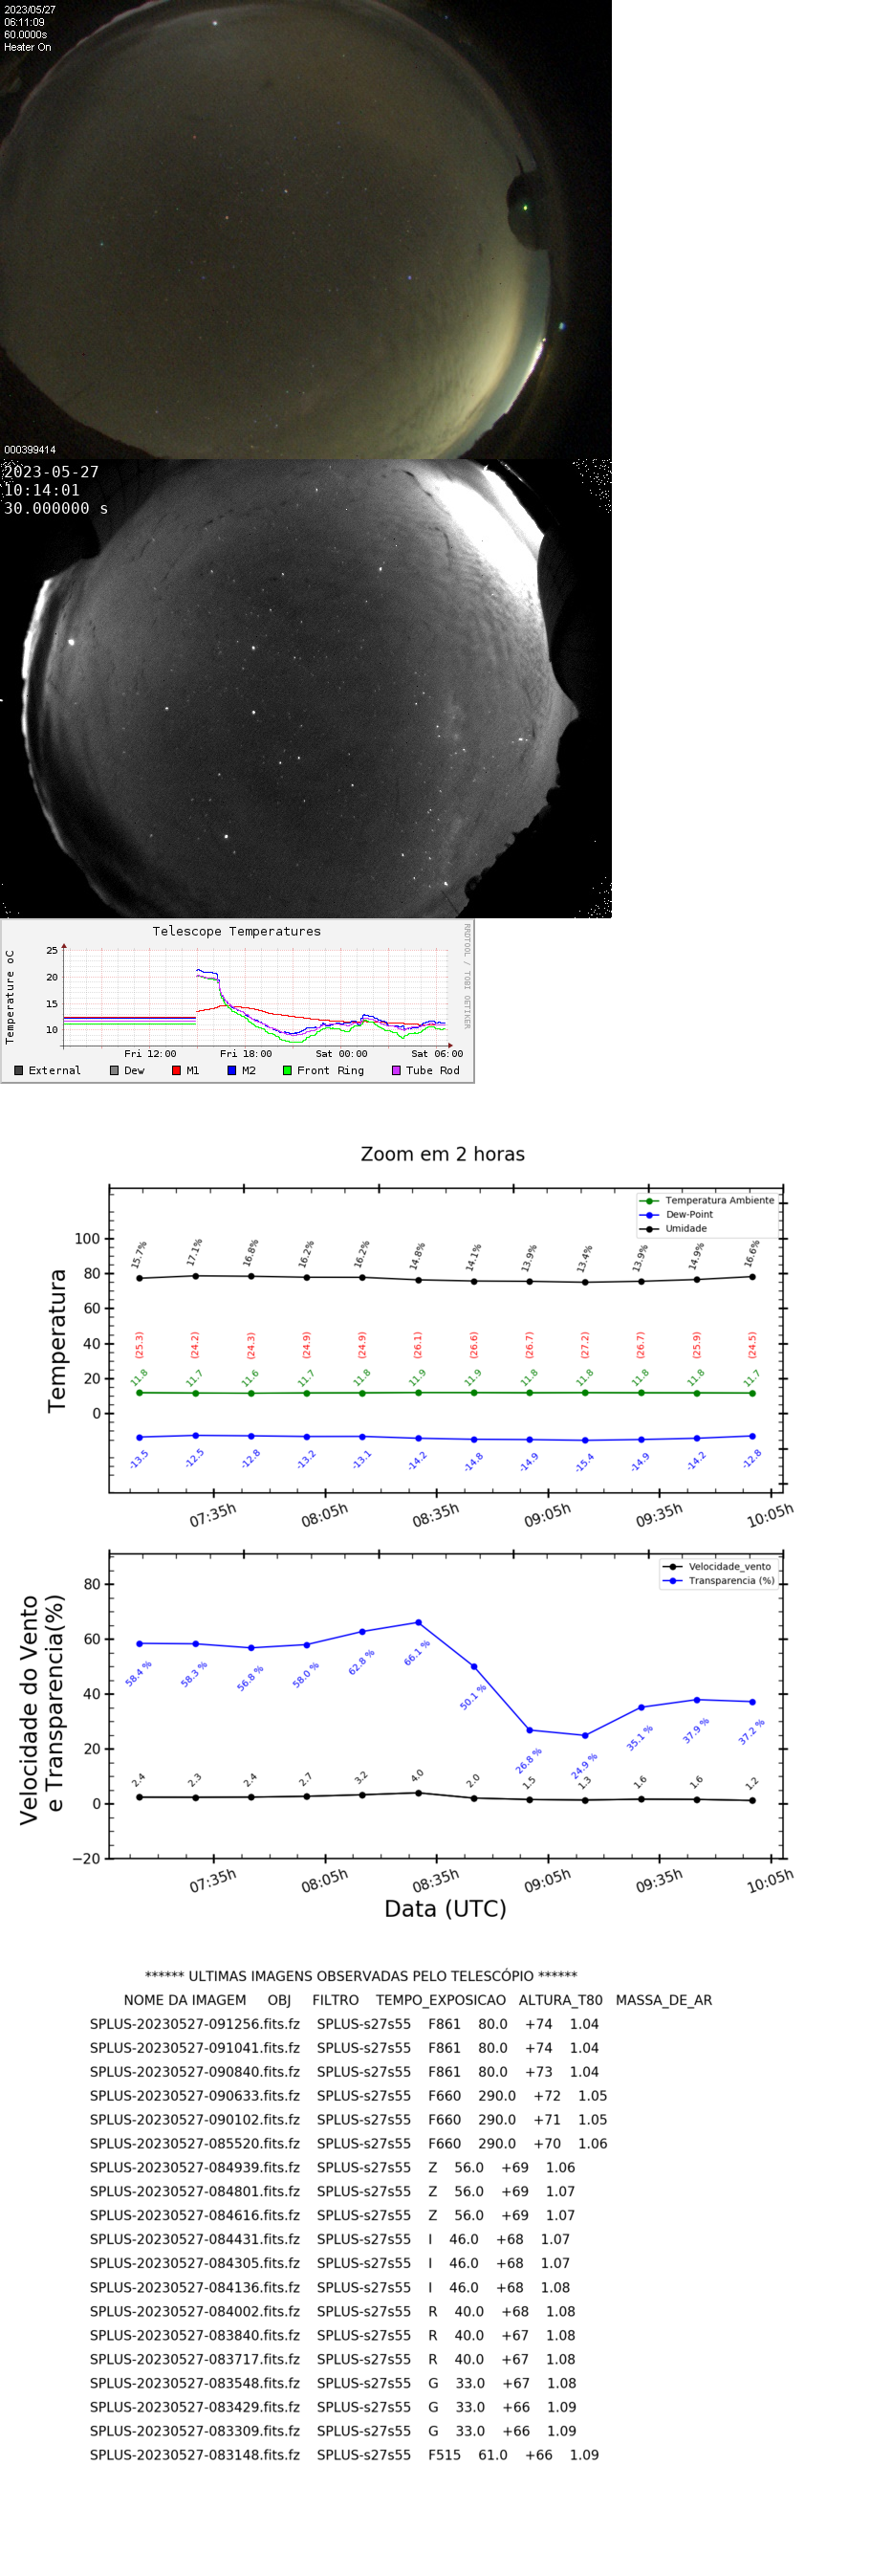 2023/05/27
06:11:09
60.0000s
Heater On
000399414
2023-05-27
10:14:01
30.000000 s
Telescope Temperatures
RRDTOOL / TOBI OETIKER
Temperature oC
25
20
15
10
Fri 12:00 Fri 18:00 Sat 00:00 Sat 06:00
External Dew M1 M2 Front Ring Tube Rod
Zoom em 2 horas
Temperatura Ambiente
Dew-Point
Umidade
Temperatura
100
80
60
40
20
0
15.7% 17.1% 16.8% 16.2% 16.2% 14.8% 14.1% 13.9% 13.4% 13.9% 14.9% 16.6%
(25.3) (24.2) (24.3) (24.9) (24.9) (26.1) (26.6) (26.7) (27.2) (26.7) (25.9) (24.5)
11.8 11.7 11.6 11.7 11.8 11.9 11.9 11.8 11.8 11.8 11.8 11.7
-13.5 -12.5 -12.8 -13.2 -13.1 -14.2 -14.8 -14.9 -15.4 -14.9 -14.2 -12.8
07:35h 08:05h 08:35h 09:05h 09:35h 10:05h
Velocidade_vento
Transparencia (%)
Velocidade do Vento
e Transparencia(%)
80
60
40
20
0
−20
58.4 % 58.3 % 56.8 % 58.0 % 62.8 % 66.1 % 50.1 % 26.8 % 24.9 % 35.1 % 37.9 % 37.2 %
2.4 2.3 2.4 2.7 3.2 4.0 2.0 1.5 1.3 1.6 1.6 1.2
07:35h 08:05h 08:35h 09:05h 09:35h 10:05h
Data (UTC)
****** ULTIMAS IMAGENS OBSERVADAS PELO TELESCÓPIO ******
NOME DA IMAGEM OBJ FILTRO TEMPO_EXPOSICAO ALTURA_T80 MASSA_DE_AR
SPLUS-20230527-091256.fits.fz SPLUS-s27s55 F861 80.0 +74 1.04
SPLUS-20230527-091041.fits.fz SPLUS-s27s55 F861 80.0 +74 1.04
SPLUS-20230527-090840.fits.fz SPLUS-s27s55 F861 80.0 +73 1.04
SPLUS-20230527-090633.fits.fz SPLUS-s27s55 F660 290.0 +72 1.05
SPLUS-20230527-090102.fits.fz SPLUS-s27s55 F660 290.0 +71 1.05
SPLUS-20230527-085520.fits.fz SPLUS-s27s55 F660 290.0 +70 1.06
SPLUS-20230527-084939.fits.fz SPLUS-s27s55 Z 56.0 +69 1.06
SPLUS-20230527-084801.fits.fz SPLUS-s27s55 Z 56.0 +69 1.07
SPLUS-20230527-084616.fits.fz SPLUS-s27s55 Z 56.0 +69 1.07
SPLUS-20230527-084431.fits.fz SPLUS-s27s55 I 46.0 +68 1.07
SPLUS-20230527-084305.fits.fz SPLUS-s27s55 I 46.0 +68 1.07
SPLUS-20230527-084136.fits.fz SPLUS-s27s55 I 46.0 +68 1.08
SPLUS-20230527-084002.fits.fz SPLUS-s27s55 R 40.0 +68 1.08
SPLUS-20230527-083840.fits.fz SPLUS-s27s55 R 40.0 +67 1.08
SPLUS-20230527-083717.fits.fz SPLUS-s27s55 R 40.0 +67 1.08
SPLUS-20230527-083548.fits.fz SPLUS-s27s55 G 33.0 +67 1.08
SPLUS-20230527-083429.fits.fz SPLUS-s27s55 G 33.0 +66 1.09
SPLUS-20230527-083309.fits.fz SPLUS-s27s55 G 33.0 +66 1.09
SPLUS-20230527-083148.fits.fz SPLUS-s27s55 F515 61.0 +66 1.09